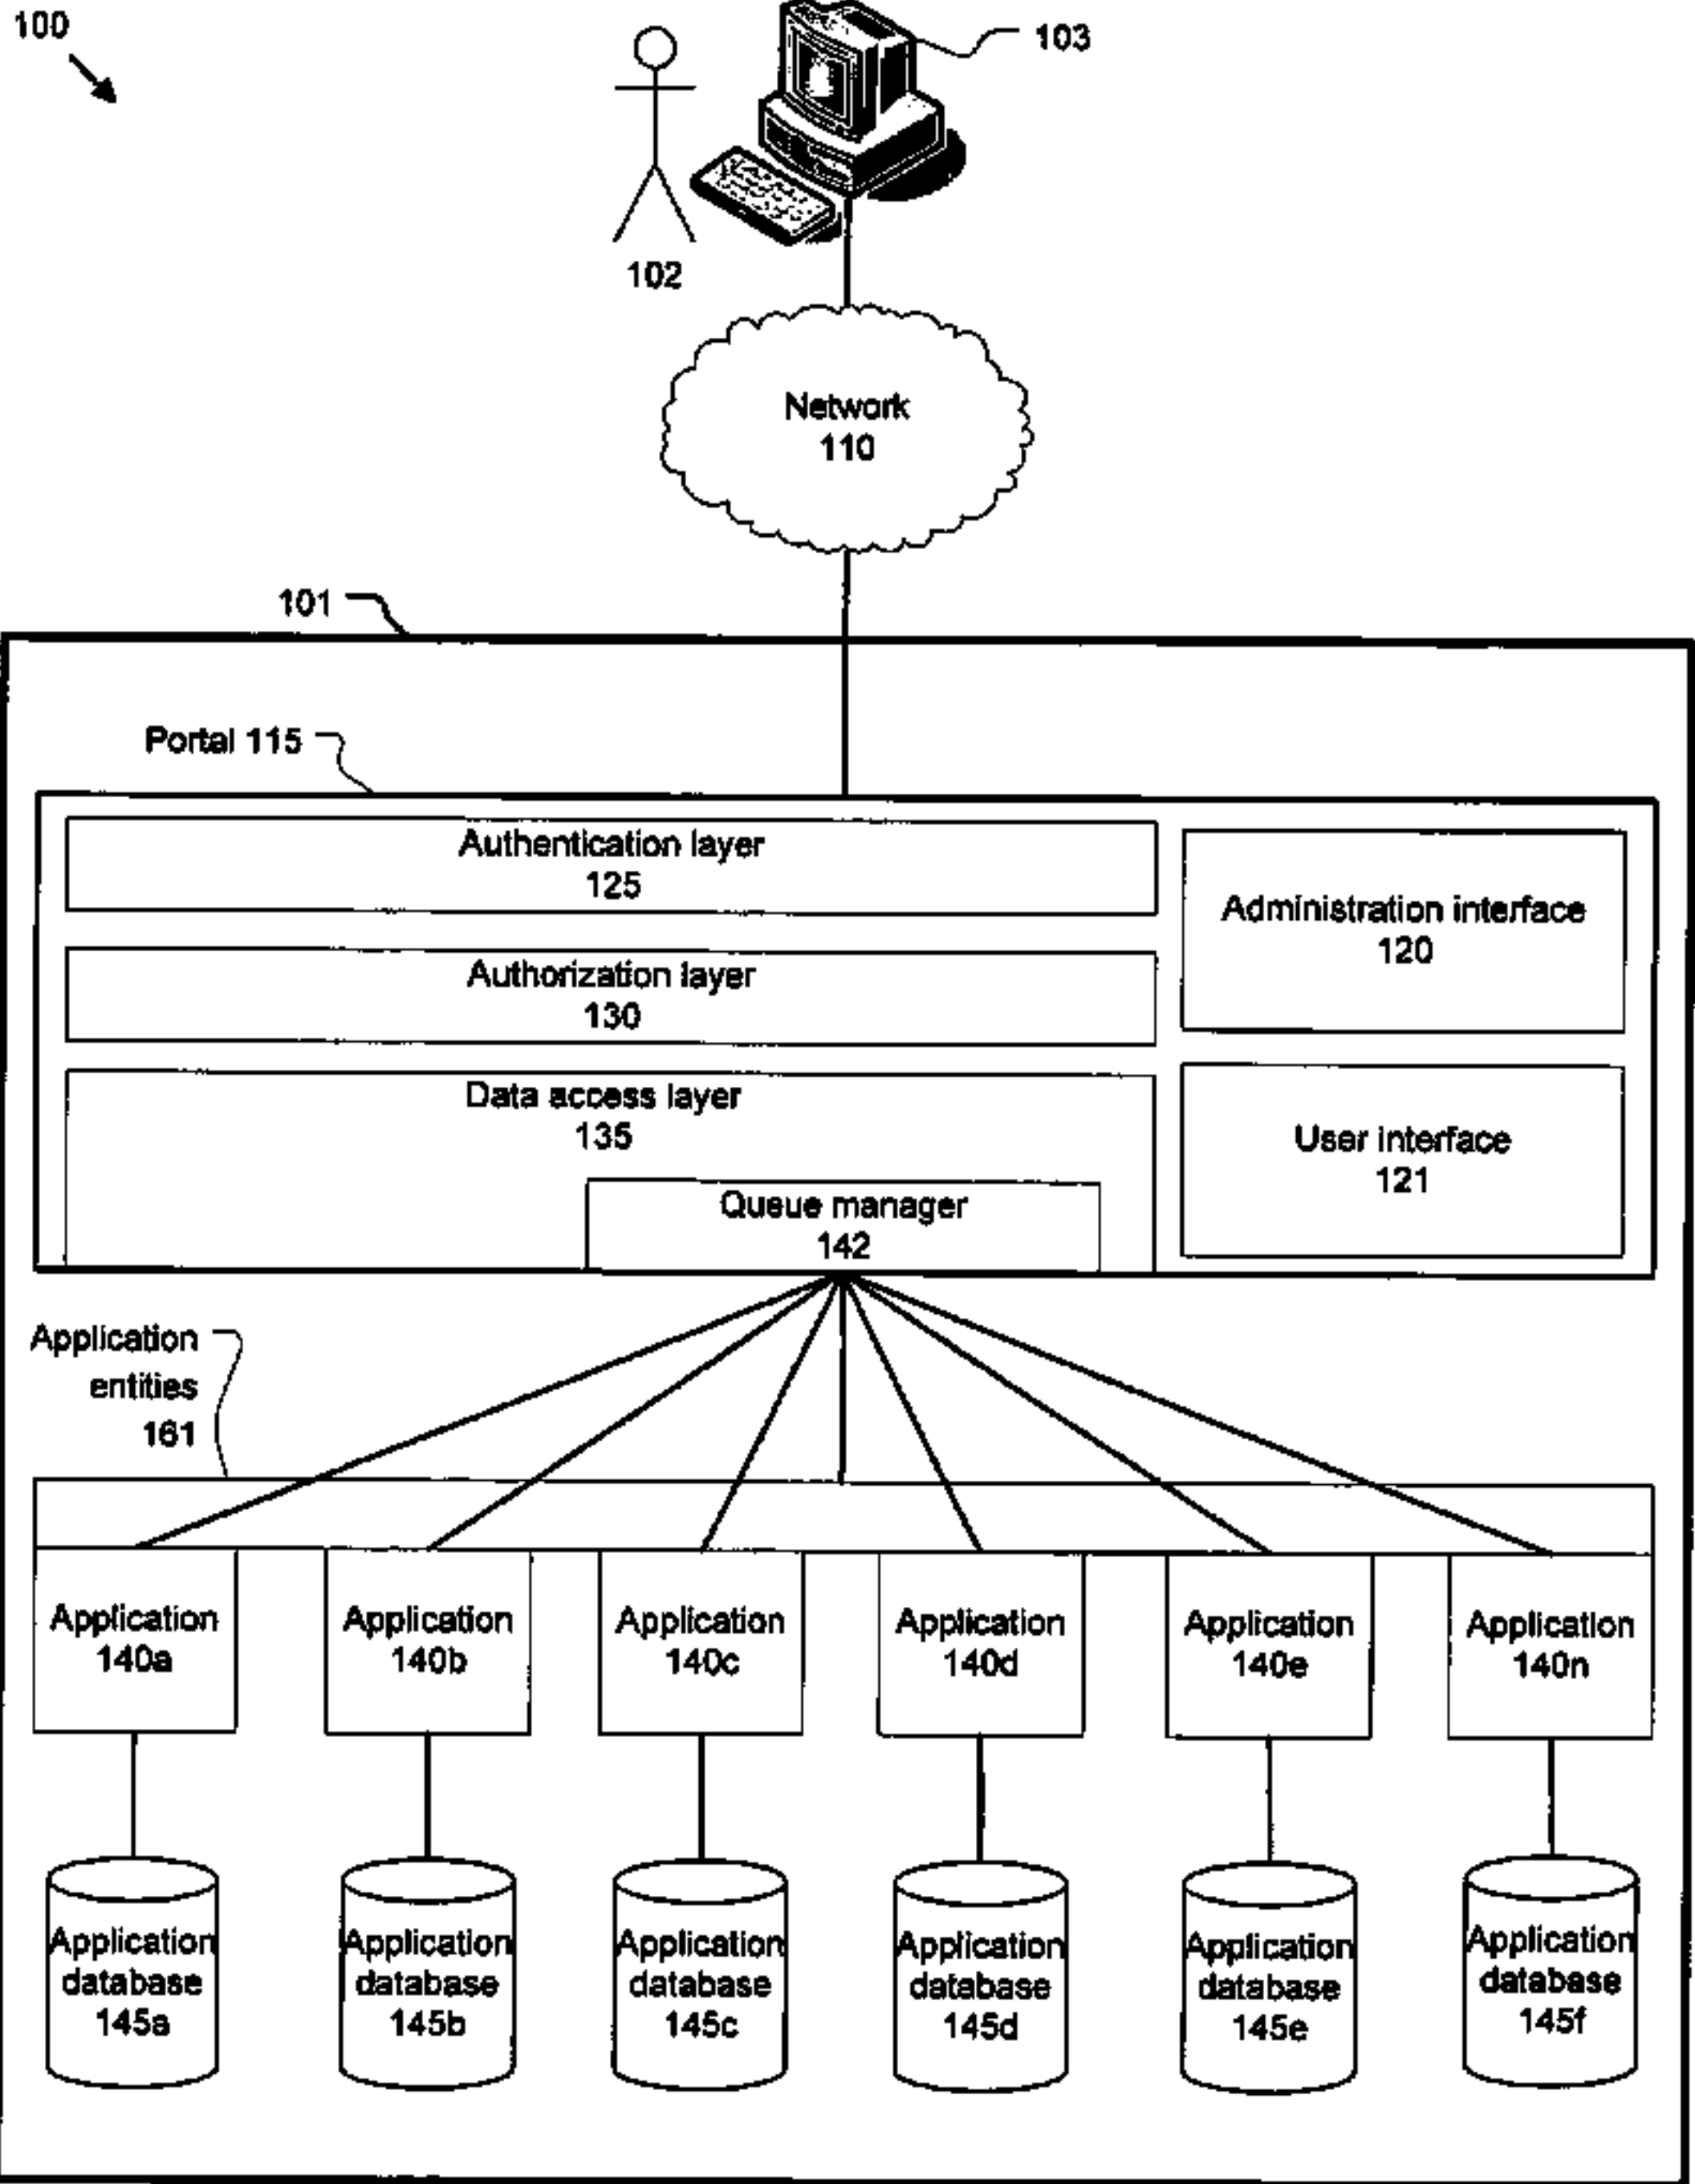 100
103
102
Network
110
101
Portal 115
Authentication layer
125
Administration interface
120
Authorization layer
130
Data access layer
135
User interface
121
Queue manager
142
Application
entities
161
Application
140a
Application
140b
Application
140c
Application
140d
Application
140e
Application
140n
Application
database
145a
Application
database
145b
Application
database
145c
Application
database
145d
Application
database
145e
Application
database
145f